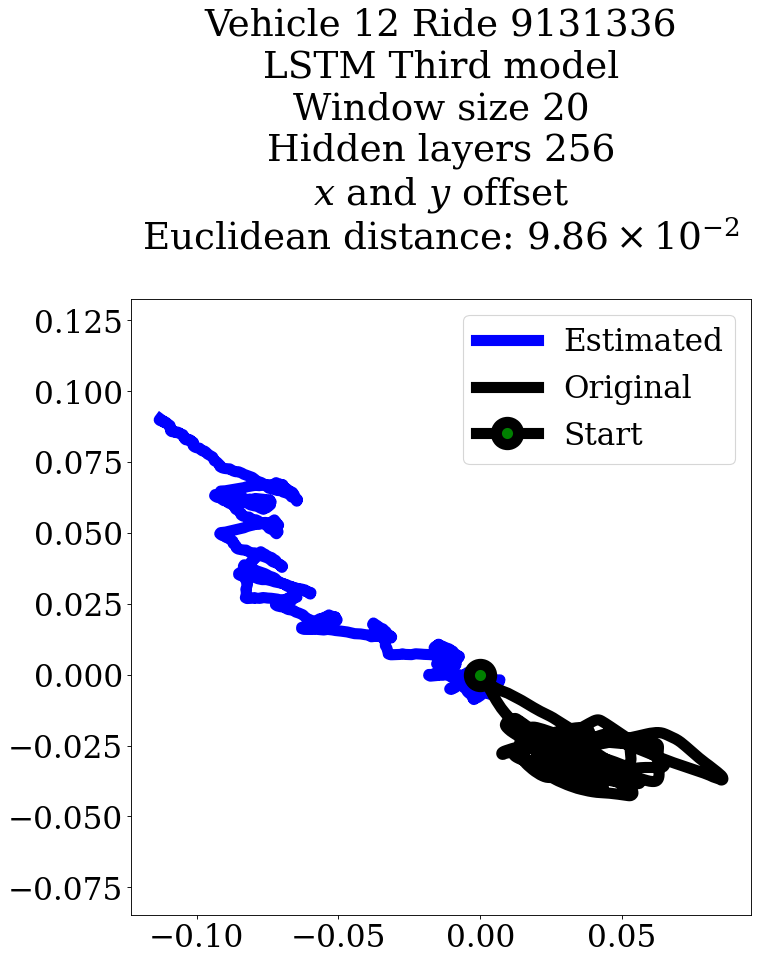 Vehicle 12 Ride 9131336
LSTM Third model
Window size 20
Hidden layers 256
x and y offset
Euclidean distance: 9.86 × 10⁻²
Estimated
Original
Start
0.125
0.100
0.075
0.050
0.025
0.000
−0.025
−0.050
−0.075
−0.10 −0.05 0.00 0.05